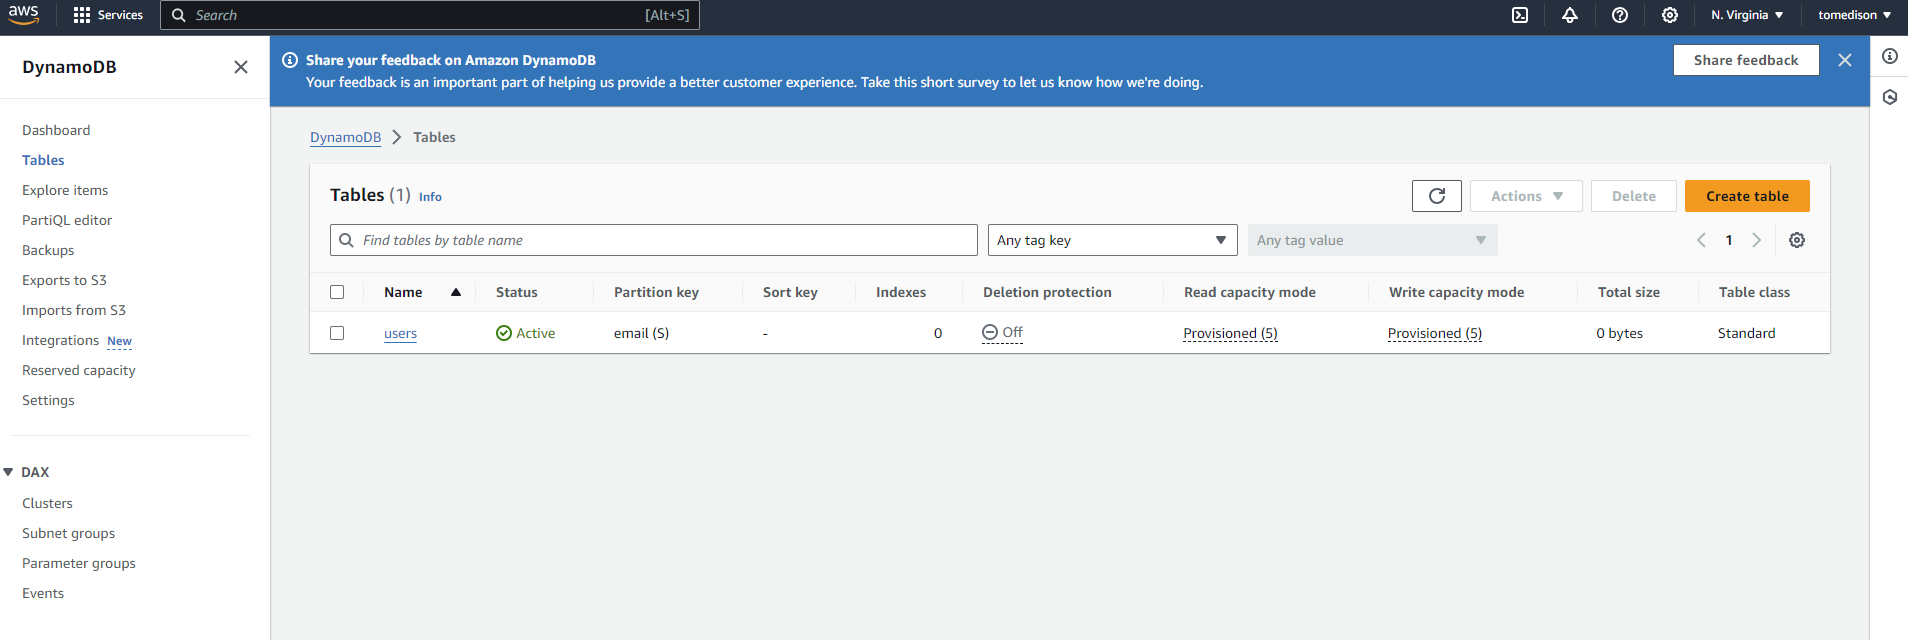 aws
Services
Search
[Alt+S]
N. Virginia
tomedison
DynamoDB
Dashboard
Tables
Explore items
PartiQL editor
Backups
Exports to S3
Imports from S3
Integrations New
Reserved capacity
Settings
DAX
Clusters
Subnet groups
Parameter groups
Events
Share your feedback on Amazon DynamoDB
Your feedback is an important part of helping us provide a better customer experience. Take this short survey to let us know how we're doing.
Share feedback
DynamoDB > Tables
Tables (1) Info
Actions
Delete
Create table
Find tables by table name
Any tag key
Any tag value
1
Name Status Partition key Sort key Indexes Deletion protection Read capacity mode Write capacity mode Total size Table class
users Active email (S) - 0 Off Provisioned (5) Provisioned (5) 0 bytes Standard